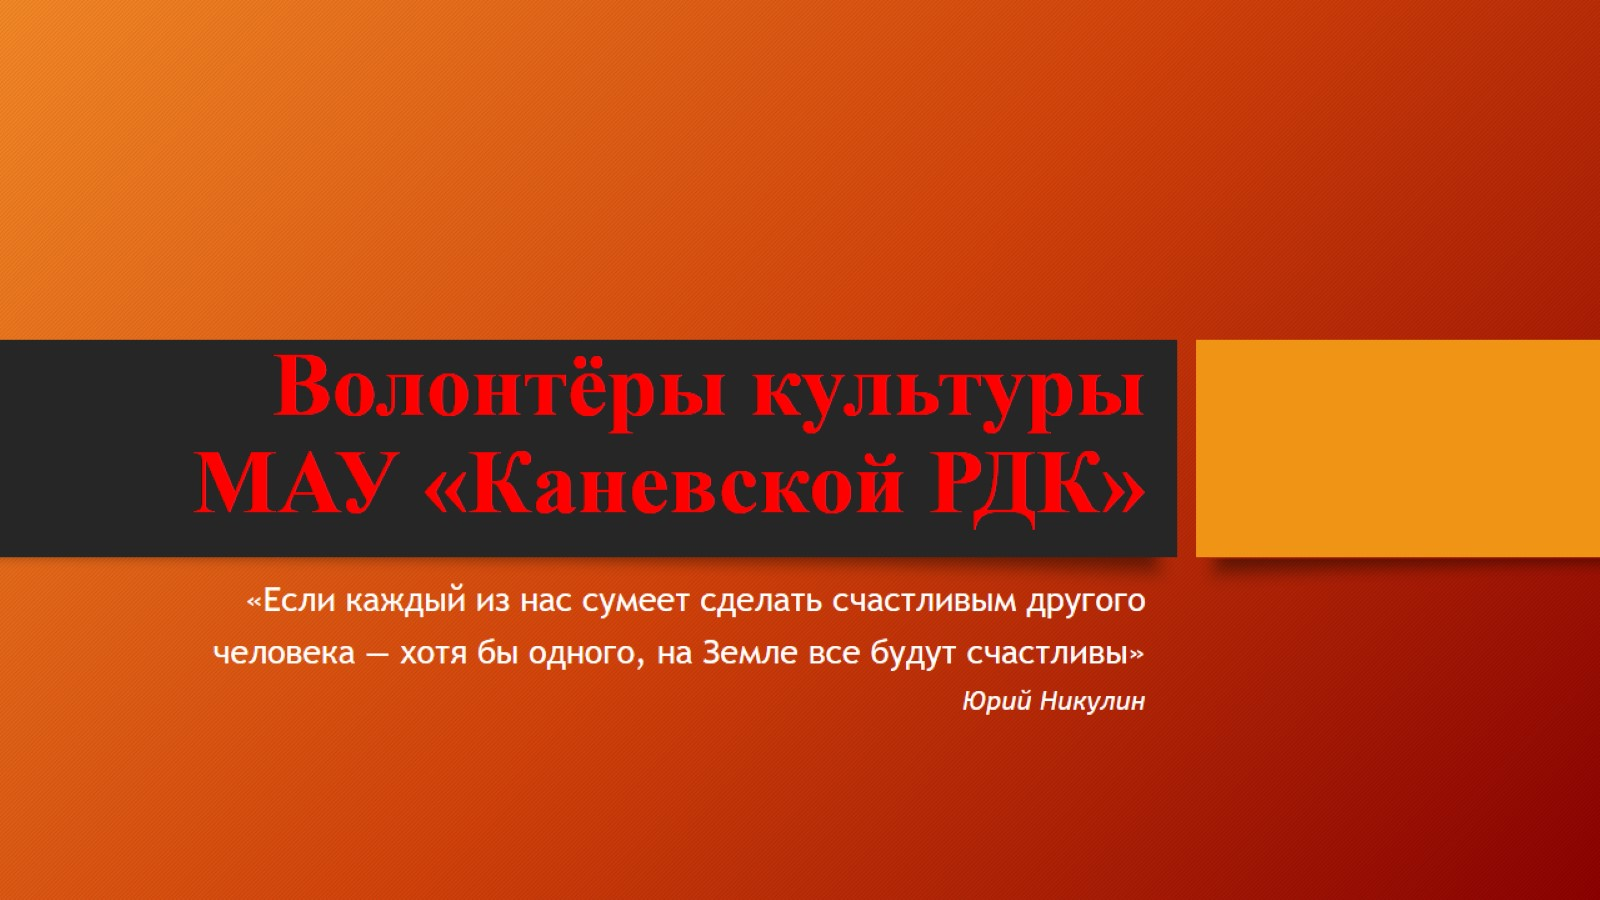 Волонтёры культуры
МАУ «Каневской РДК»
«Если каждый из нас сумеет сделать счастливым другого
человека — хотя бы одного, на Земле все будут счастливы»
Юрий Никулин